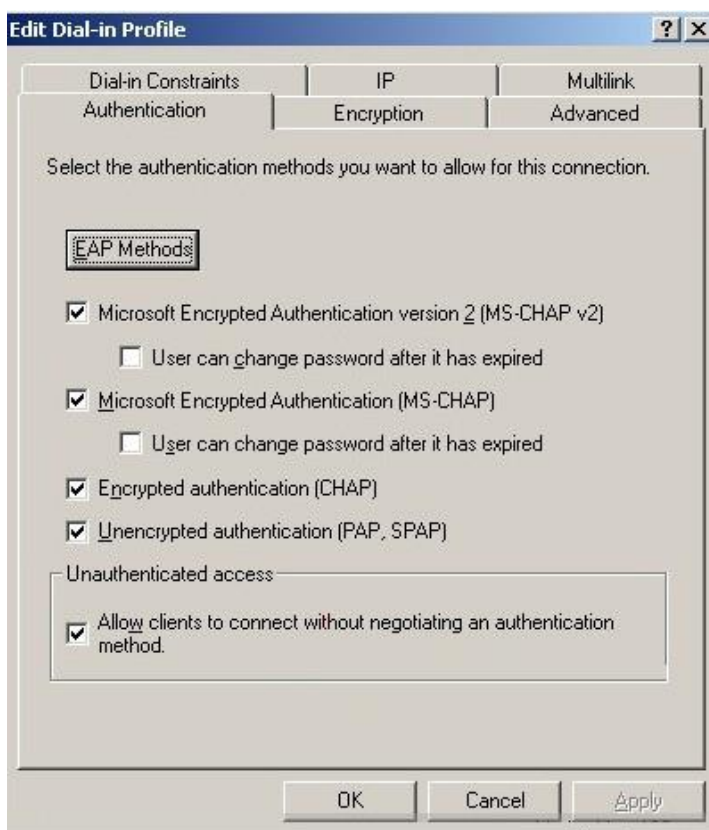 Edit Dial-in Profile
Dial-in Constraints
IP
Multilink
Authentication
Encryption
Advanced
Select the authentication methods you want to allow for this connection.
EAP Methods
Microsoft Encrypted Authentication version 2 (MS-CHAP v2)
User can change password after it has expired
Microsoft Encrypted Authentication (MS-CHAP)
User can change password after it has expired
Encrypted authentication (CHAP)
Unencrypted authentication (PAP, SPAP)
Unauthenticated access
Allow clients to connect without negotiating an authentication
method.
OK
Cancel
Apply